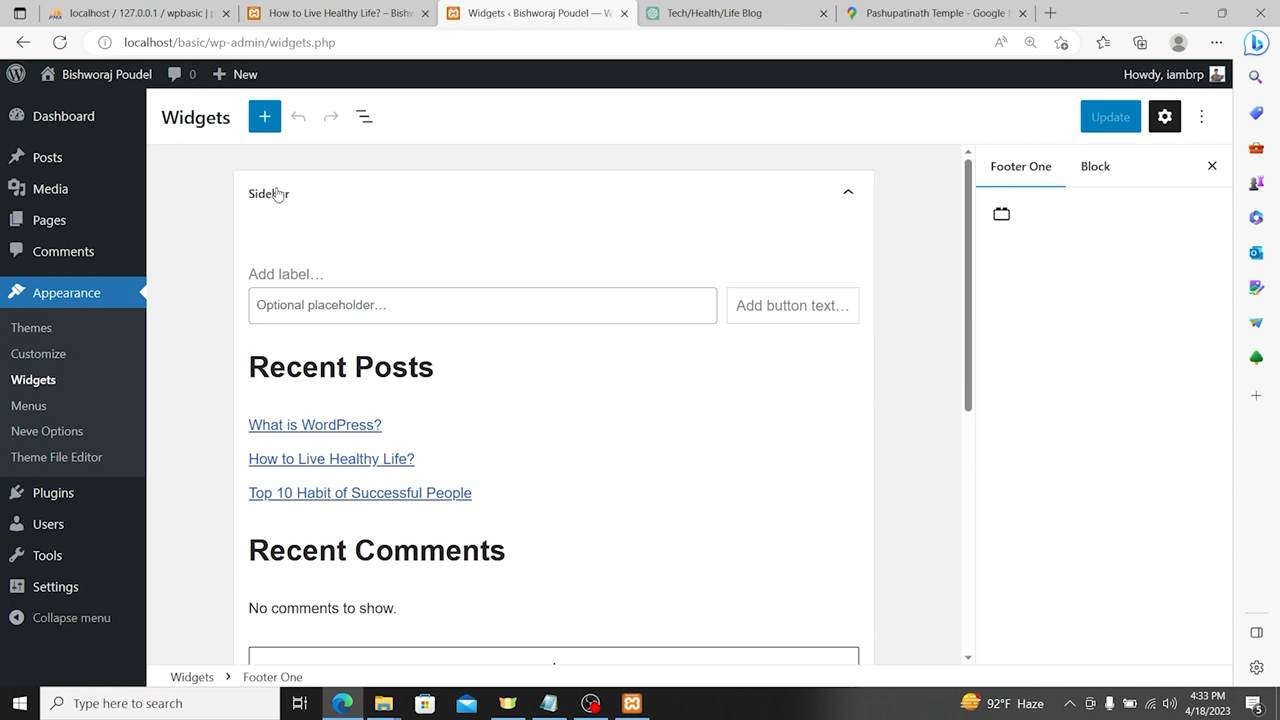 localhost / 127.0.0.1 / wpbasic | p
How to Live Healthy Life? – Bishw
Widgets ‹ Bishworaj Poudel — W
Tech/Health/Life Blog
Pashupatinath Temple - Google M
localhost/basic/wp-admin/widgets.php
Bishworaj Poudel
0
New
Howdy, iambrp
Dashboard
Posts
Media
Pages
Comments
Appearance
Themes
Customize
Widgets
Menus
Neve Options
Theme File Editor
Plugins
Users
Tools
Settings
Collapse menu
Widgets
Update
Footer One
Block
Sidebar
Add label…
Optional placeholder…
Add button text…
Recent Posts
What is WordPress?
How to Live Healthy Life?
Top 10 Habit of Successful People
Recent Comments
No comments to show.
Widgets
Footer One
Type here to search
92°F Haze
4:33 PM
4/18/2023
5